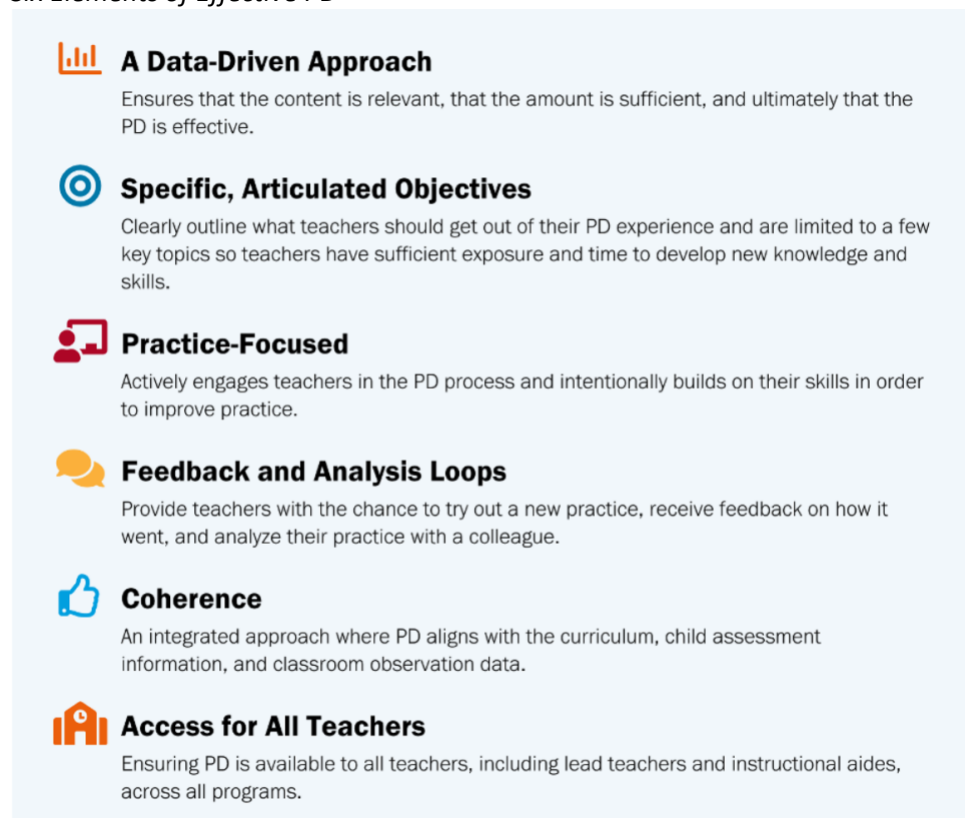 Six Elements of Effective PD
A Data-Driven Approach
Ensures that the content is relevant, that the amount is sufficient, and ultimately that the
PD is effective.
Specific, Articulated Objectives
Clearly outline what teachers should get out of their PD experience and are limited to a few
key topics so teachers have sufficient exposure and time to develop new knowledge and
skills.
Practice-Focused
Actively engages teachers in the PD process and intentionally builds on their skills in order
to improve practice.
Feedback and Analysis Loops
Provide teachers with the chance to try out a new practice, receive feedback on how it
went, and analyze their practice with a colleague.
Coherence
An integrated approach where PD aligns with the curriculum, child assessment
information, and classroom observation data.
Access for All Teachers
Ensuring PD is available to all teachers, including lead teachers and instructional aides,
across all programs.